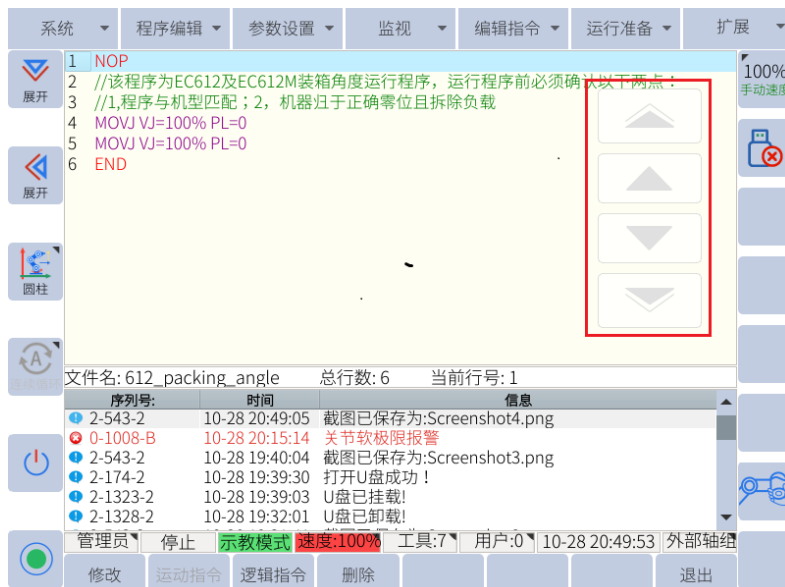 系统 程序编辑 参数设置 监视 编辑指令 运行准备 扩展
展开
展开
圆柱
连续循环
100%
手动速度
1 NOP
2 //该程序为EC612及EC612M装箱角度运行程序，运行程序前必须确认以下两点：
3 //1,程序与机型匹配；2，机器归于正确零位且拆除负载
4 MOVJ VJ=100% PL=0
5 MOVJ VJ=100% PL=0
6 END
文件名: 612_packing_angle 总行数: 6 当前行号: 1
序列号: 时间 信息
2-543-2 10-28 20:49:05 截图已保存为:Screenshot4.png
0-1008-B 10-28 20:15:14 关节软极限报警
2-543-2 10-28 19:40:04 截图已保存为:Screenshot3.png
2-174-2 10-28 19:39:30 打开U盘成功！
2-1323-2 10-28 19:39:03 U盘已挂载!
2-1328-2 10-28 19:32:01 U盘已卸载!
管理员 停止 示教模式 速度:100% 工具:7 用户:0 10-28 20:49:53 外部轴组
修改 运动指令 逻辑指令 删除 退出